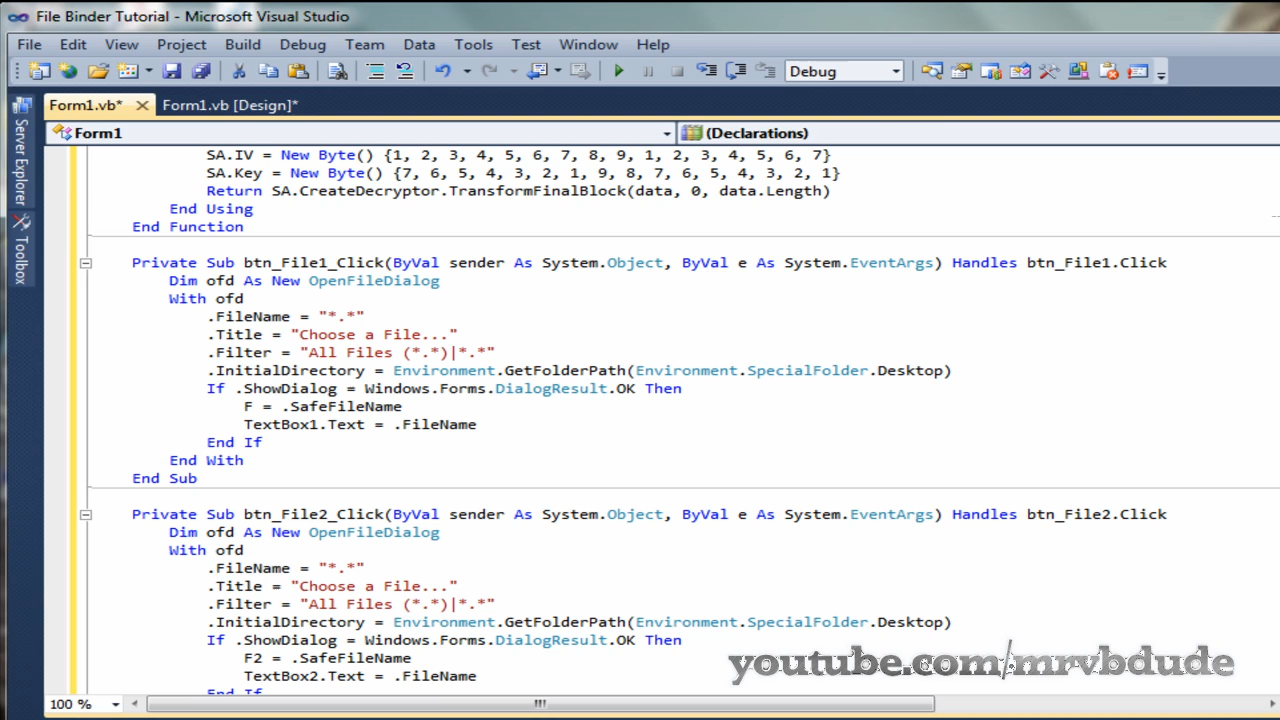 File Binder Tutorial - Microsoft Visual Studio
File Edit View Project Build Debug Team Data Tools Test Window Help
Debug
Form1.vb* Form1.vb [Design]*
Form1 (Declarations)
Server Explorer
Toolbox
SA.IV = New Byte() {1, 2, 3, 4, 5, 6, 7, 8, 9, 1, 2, 3, 4, 5, 6, 7}
SA.Key = New Byte() {7, 6, 5, 4, 3, 2, 1, 9, 8, 7, 6, 5, 4, 3, 2, 1}
Return SA.CreateDecryptor.TransformFinalBlock(data, 0, data.Length)
End Using
End Function
Private Sub btn_File1_Click(ByVal sender As System.Object, ByVal e As System.EventArgs) Handles btn_File1.Click
Dim ofd As New OpenFileDialog
With ofd
.FileName = "*.*"
.Title = "Choose a File..."
.Filter = "All Files (*.*)|*.*"
.InitialDirectory = Environment.GetFolderPath(Environment.SpecialFolder.Desktop)
If .ShowDialog = Windows.Forms.DialogResult.OK Then
F = .SafeFileName
TextBox1.Text = .FileName
End If
End With
End Sub
Private Sub btn_File2_Click(ByVal sender As System.Object, ByVal e As System.EventArgs) Handles btn_File2.Click
Dim ofd As New OpenFileDialog
With ofd
.FileName = "*.*"
.Title = "Choose a File..."
.Filter = "All Files (*.*)|*.*"
.InitialDirectory = Environment.GetFolderPath(Environment.SpecialFolder.Desktop)
If .ShowDialog = Windows.Forms.DialogResult.OK Then
F2 = .SafeFileName
TextBox2.Text = .FileName
End If
youtube.com/mrvbdude
100 %